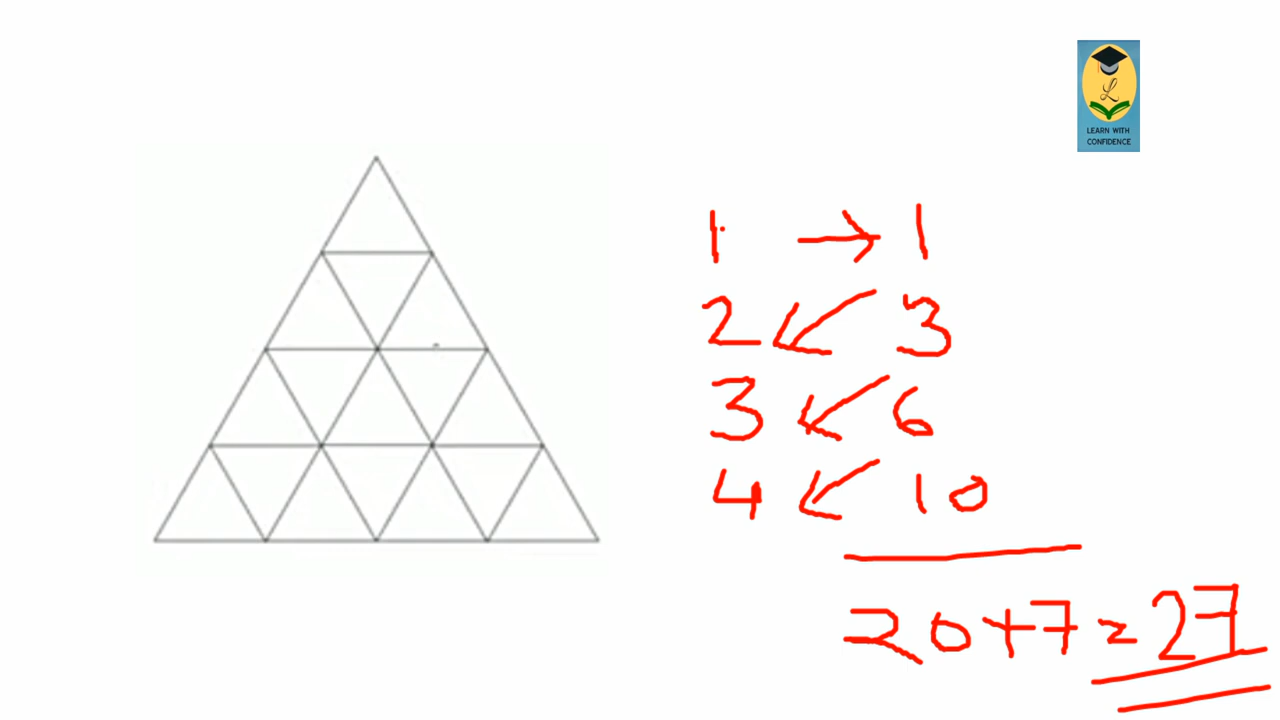 LEARN WITH
CONFIDENCE
1 → 1
2 ↙ 3
3 ↙ 6
4 ↙ 10
20+7=27